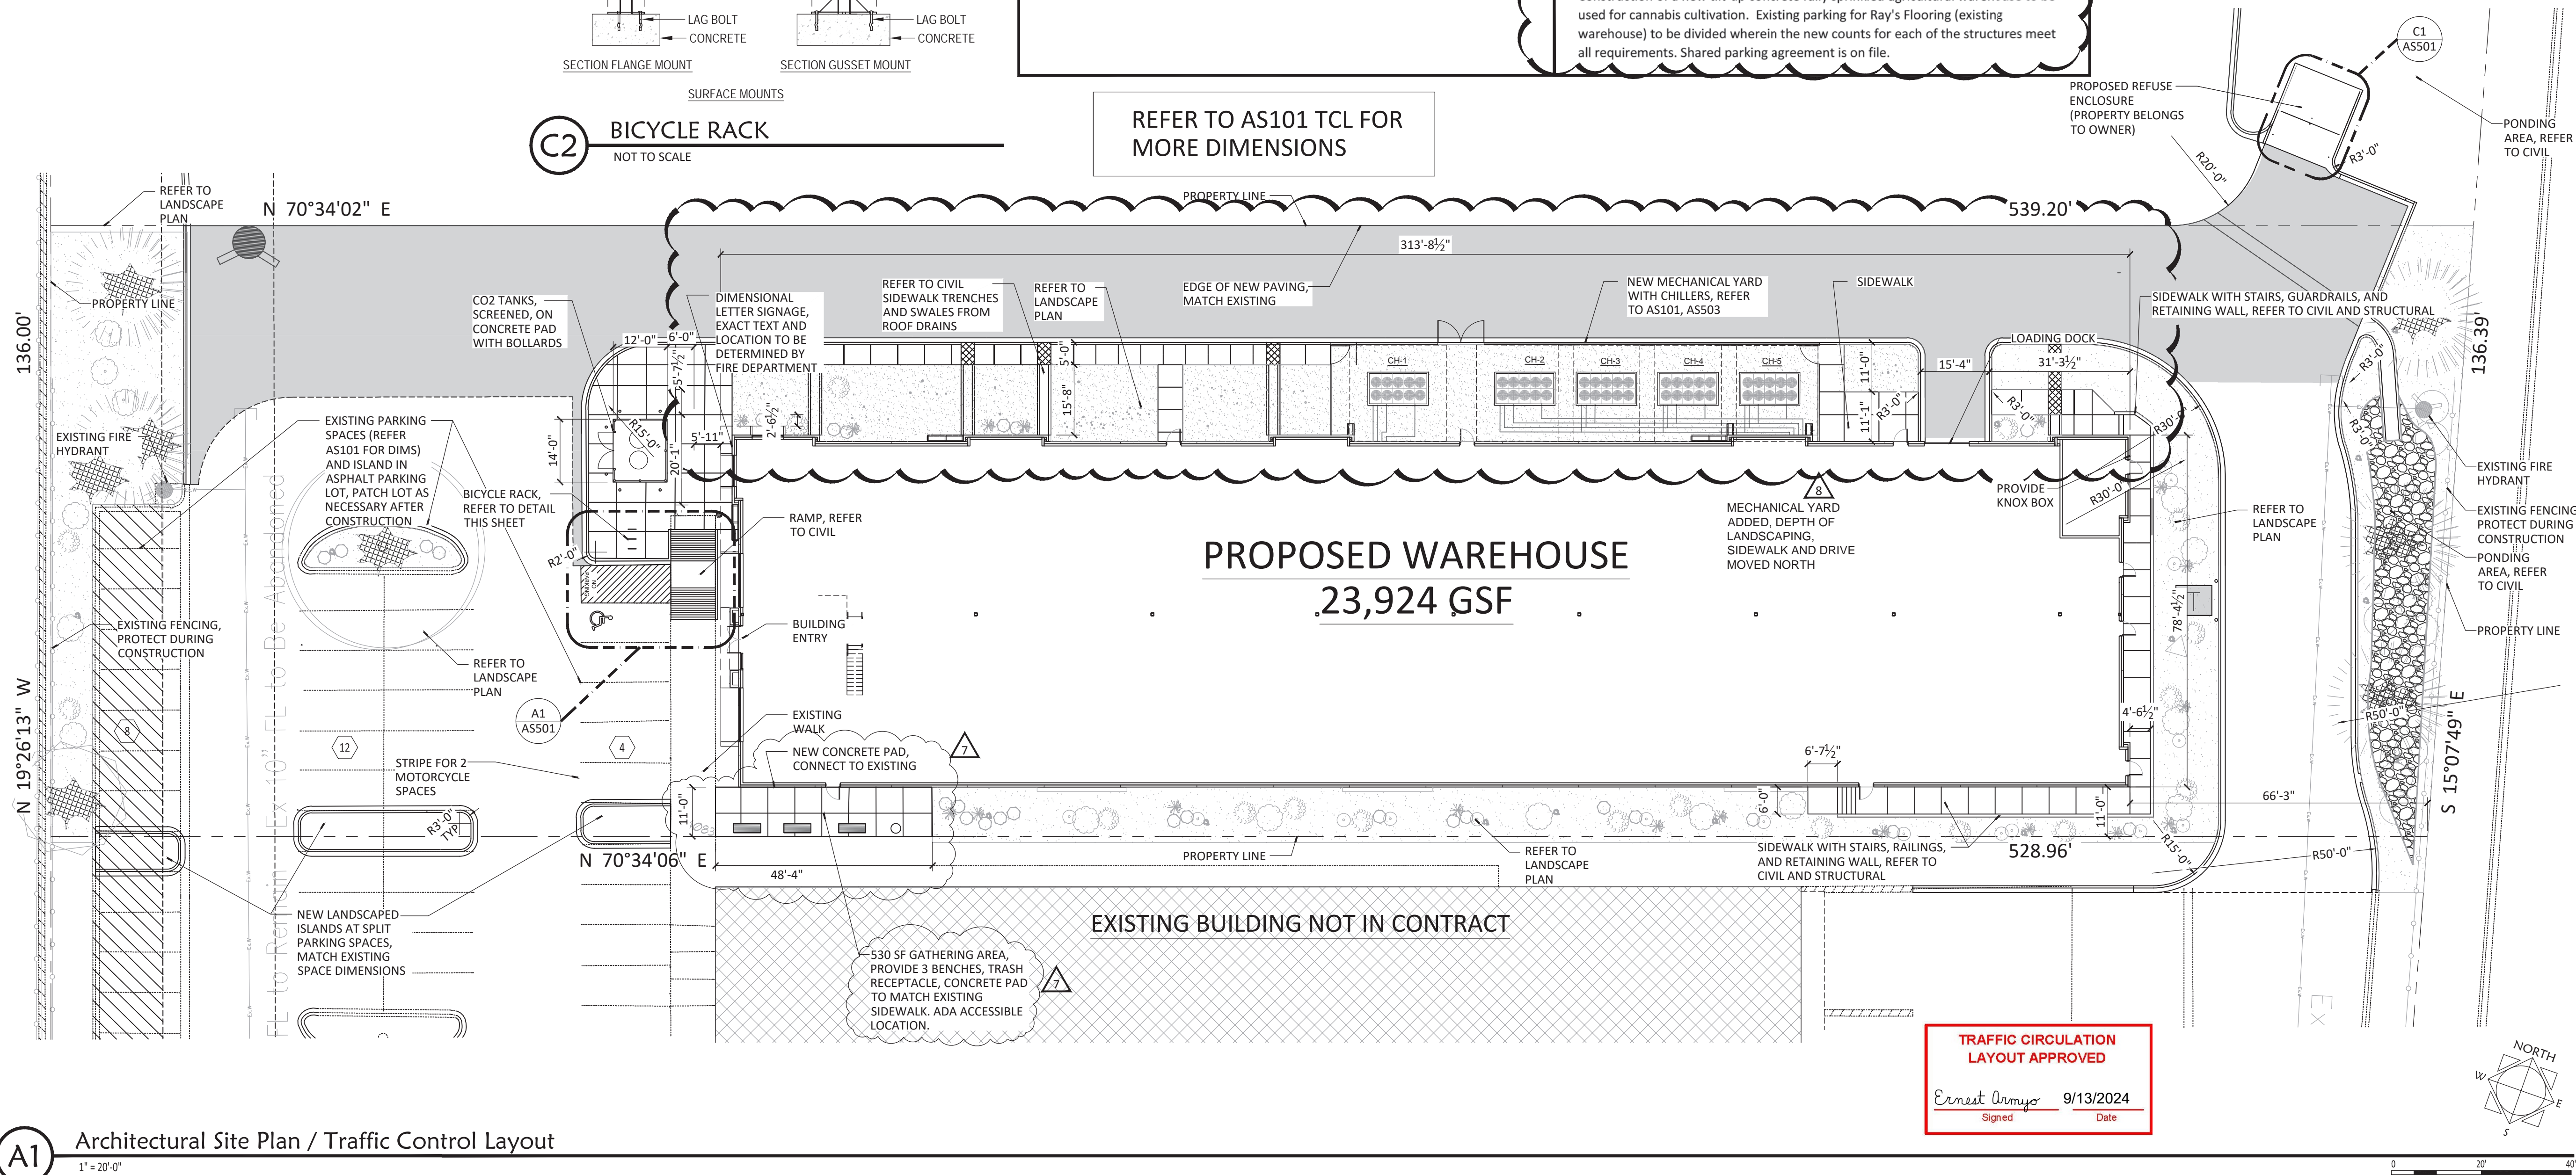 LAG BOLT
CONCRETE
SECTION FLANGE MOUNT
LAG BOLT
CONCRETE
SECTION GUSSET MOUNT
SURFACE MOUNTS
C2
BICYCLE RACK
NOT TO SCALE
used for cannabis cultivation. Existing parking for Ray's Flooring (existing
warehouse) to be divided wherein the new counts for each of the structures meet
all requirements. Shared parking agreement is on file.
REFER TO AS101 TCL FOR
MORE DIMENSIONS
C1
AS501
PROPOSED REFUSE
ENCLOSURE
(PROPERTY BELONGS
TO OWNER)
PONDING
AREA, REFER
TO CIVIL
R20'-0"
R3'-0"
REFER TO
LANDSCAPE
PLAN
N 70°34'02" E
PROPERTY LINE
539.20'
313'-8½"
136.00'
PROPERTY LINE
CO2 TANKS,
SCREENED, ON
CONCRETE PAD
WITH BOLLARDS
DIMENSIONAL
LETTER SIGNAGE,
EXACT TEXT AND
LOCATION TO BE
DETERMINED BY
FIRE DEPARTMENT
REFER TO CIVIL
SIDEWALK TRENCHES
AND SWALES FROM
ROOF DRAINS
REFER TO
LANDSCAPE
PLAN
EDGE OF NEW PAVING,
MATCH EXISTING
NEW MECHANICAL YARD
WITH CHILLERS, REFER
TO AS101, AS503
SIDEWALK
SIDEWALK WITH STAIRS, GUARDRAILS, AND
RETAINING WALL, REFER TO CIVIL AND STRUCTURAL
LOADING DOCK
136.39'
12'-0"
6'-0"
5'-7½"
5'-0"
15'-8"
CH-1
CH-2
CH-3
CH-4
CH-5
11'-0"
11'-1"
R3'-0"
15'-4"
31'-3½"
R3'-0"
R30'-0"
R3'-0"
R3'-0"
EXISTING FIRE
HYDRANT
EXISTING PARKING
SPACES (REFER
AS101 FOR DIMS)
AND ISLAND IN
ASPHALT PARKING
LOT, PATCH LOT AS
NECESSARY AFTER
CONSTRUCTION
14'-0"
R15'-0"
20'-1"
5'-11"
2'-6½"
BICYCLE RACK,
REFER TO DETAIL
THIS SHEET
R2'-0"
RAMP, REFER
TO CIVIL
8
MECHANICAL YARD
ADDED, DEPTH OF
LANDSCAPING,
SIDEWALK AND DRIVE
MOVED NORTH
PROVIDE
KNOX BOX
R30'-0"
REFER TO
LANDSCAPE
PLAN
EXISTING FIRE
HYDRANT
EXISTING FENCING,
PROTECT DURING
CONSTRUCTION
PONDING
AREA, REFER
TO CIVIL
PROPERTY LINE
PROPOSED WAREHOUSE
23,924 GSF
NO
PARKING
BUILDING
ENTRY
EXISTING FENCING,
PROTECT DURING
CONSTRUCTION
REFER TO
LANDSCAPE
PLAN
A1
AS501
EXISTING
WALK
78'-4½"
4'-6½"
R50'-0"
N 19°26'13" W
S 15°07'49" E
8
12
4
STRIPE FOR 2
MOTORCYCLE
SPACES
NEW CONCRETE PAD,
CONNECT TO EXISTING
7
R3'-0"
TYP
11'-0"
6'-7½"
6'-0"
11'-0"
66'-3"
N 70°34'06" E
48'-4"
PROPERTY LINE
REFER TO
LANDSCAPE
PLAN
SIDEWALK WITH STAIRS, RAILINGS,
AND RETAINING WALL, REFER TO
CIVIL AND STRUCTURAL
528.96'
R15'-0"
R50'-0"
NEW LANDSCAPED
ISLANDS AT SPLIT
PARKING SPACES,
MATCH EXISTING
SPACE DIMENSIONS
EXISTING BUILDING NOT IN CONTRACT
530 SF GATHERING AREA,
PROVIDE 3 BENCHES, TRASH
RECEPTACLE, CONCRETE PAD
TO MATCH EXISTING
SIDEWALK. ADA ACCESSIBLE
LOCATION.
7
EX
TRAFFIC CIRCULATION
LAYOUT APPROVED
Ernest Armijo 9/13/2024
Signed Date
NORTH
W
E
S
A1
Architectural Site Plan / Traffic Control Layout
1" = 20'-0"
0 20' 40'